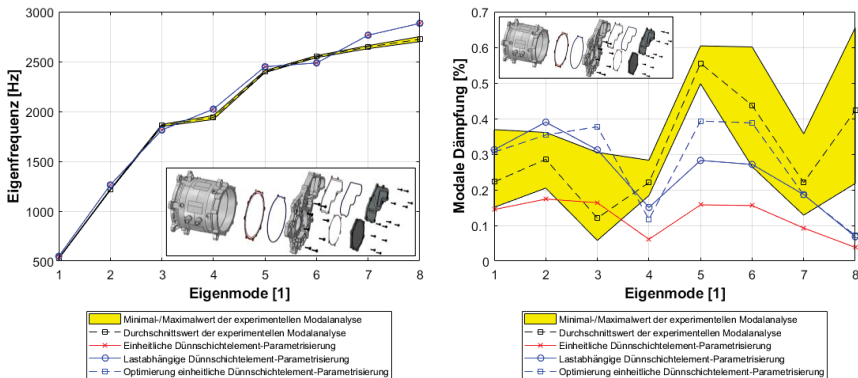 3000
2500
2000
1500
1000
500
Eigenfrequenz [Hz]
1 2 3 4 5 6 7 8
Eigenmode [1]
Minimal-/Maximalwert der experimentellen Modalanalyse
Durchschnittswert der experimentellen Modalanalyse
Einheitliche Dünnschichtelement-Parametrisierung
Lastabhängige Dünnschichtelement-Parametrisierung
Optimierung einheitliche Dünnschichtelement-Parametrisierung
0.7
0.6
0.5
0.4
0.3
0.2
0.1
0
Modale Dämpfung [%]
1 2 3 4 5 6 7 8
Eigenmode [1]
Minimal-/Maximalwert der experimentellen Modalanalyse
Durchschnittswert der experimentellen Modalanalyse
Einheitliche Dünnschichtelement-Parametrisierung
Lastabhängige Dünnschichtelement-Parametrisierung
Optimierung einheitliche Dünnschichtelement-Parametrisierung